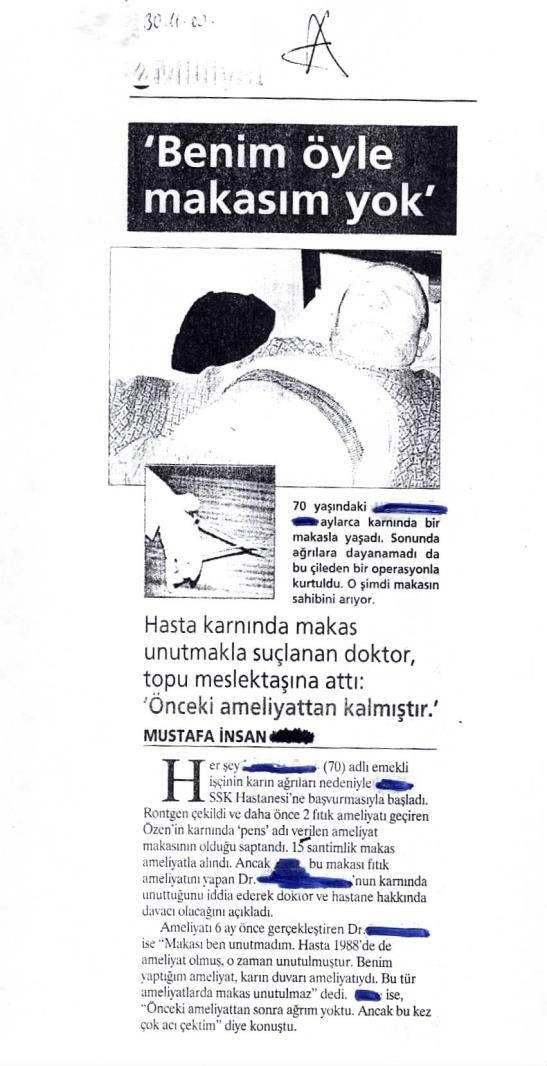 'Benim öyle
makasım yok'
70 yaşındaki
aylarca karnında bir
makasla yaşadı. Sonunda
ağrılara dayanamadı da
bu çileden bir operasyonla
kurtuldu. O şimdi makasın
sahibini arıyor.
Hasta karnında makas
unutmakla suçlanan doktor,
topu meslektaşına attı:
'Önceki ameliyattan kalmıştır.'
MUSTAFA İNSAN
Her şey (70) adlı emekli
işçinin karın ağrıları nedeniyle
SSK Hastanesi'ne başvurmasıyla başladı.
Rontgen çekildi ve daha önce 2 fıtık ameliyatı geçiren
Özen'in karnında 'pens' adı verilen ameliyat
makasının olduğu saptandı. 15 santimlik makas
ameliyatla alındı. Ancak bu makası fıtık
ameliyatını yapan Dr. 'nun karnında
unuttuğunu iddia ederek doktor ve hastane hakkında
davacı olacağını açıkladı.
Ameliyatı 6 ay önce gerçekleştiren Dr.
ise "Makası ben unutmadım. Hasta 1988'de de
ameliyat olmuş, o zaman unutulmuştur. Benim
yaptığım ameliyat, karın duvarı ameliyatıydı. Bu tür
ameliyatlarda makas unutulmaz" dedi. ise,
"Önceki ameliyattan sonra ağrım yoktu. Ancak bu kez
çok acı çektim" diye konuştu.